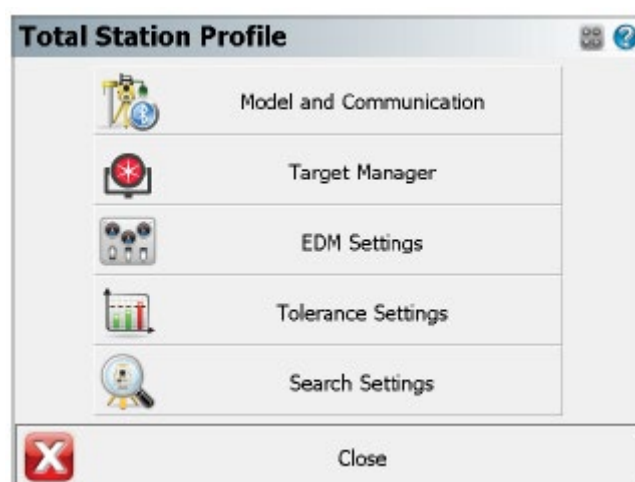 Total Station Profile
Model and Communication
Target Manager
EDM Settings
Tolerance Settings
Search Settings
Close